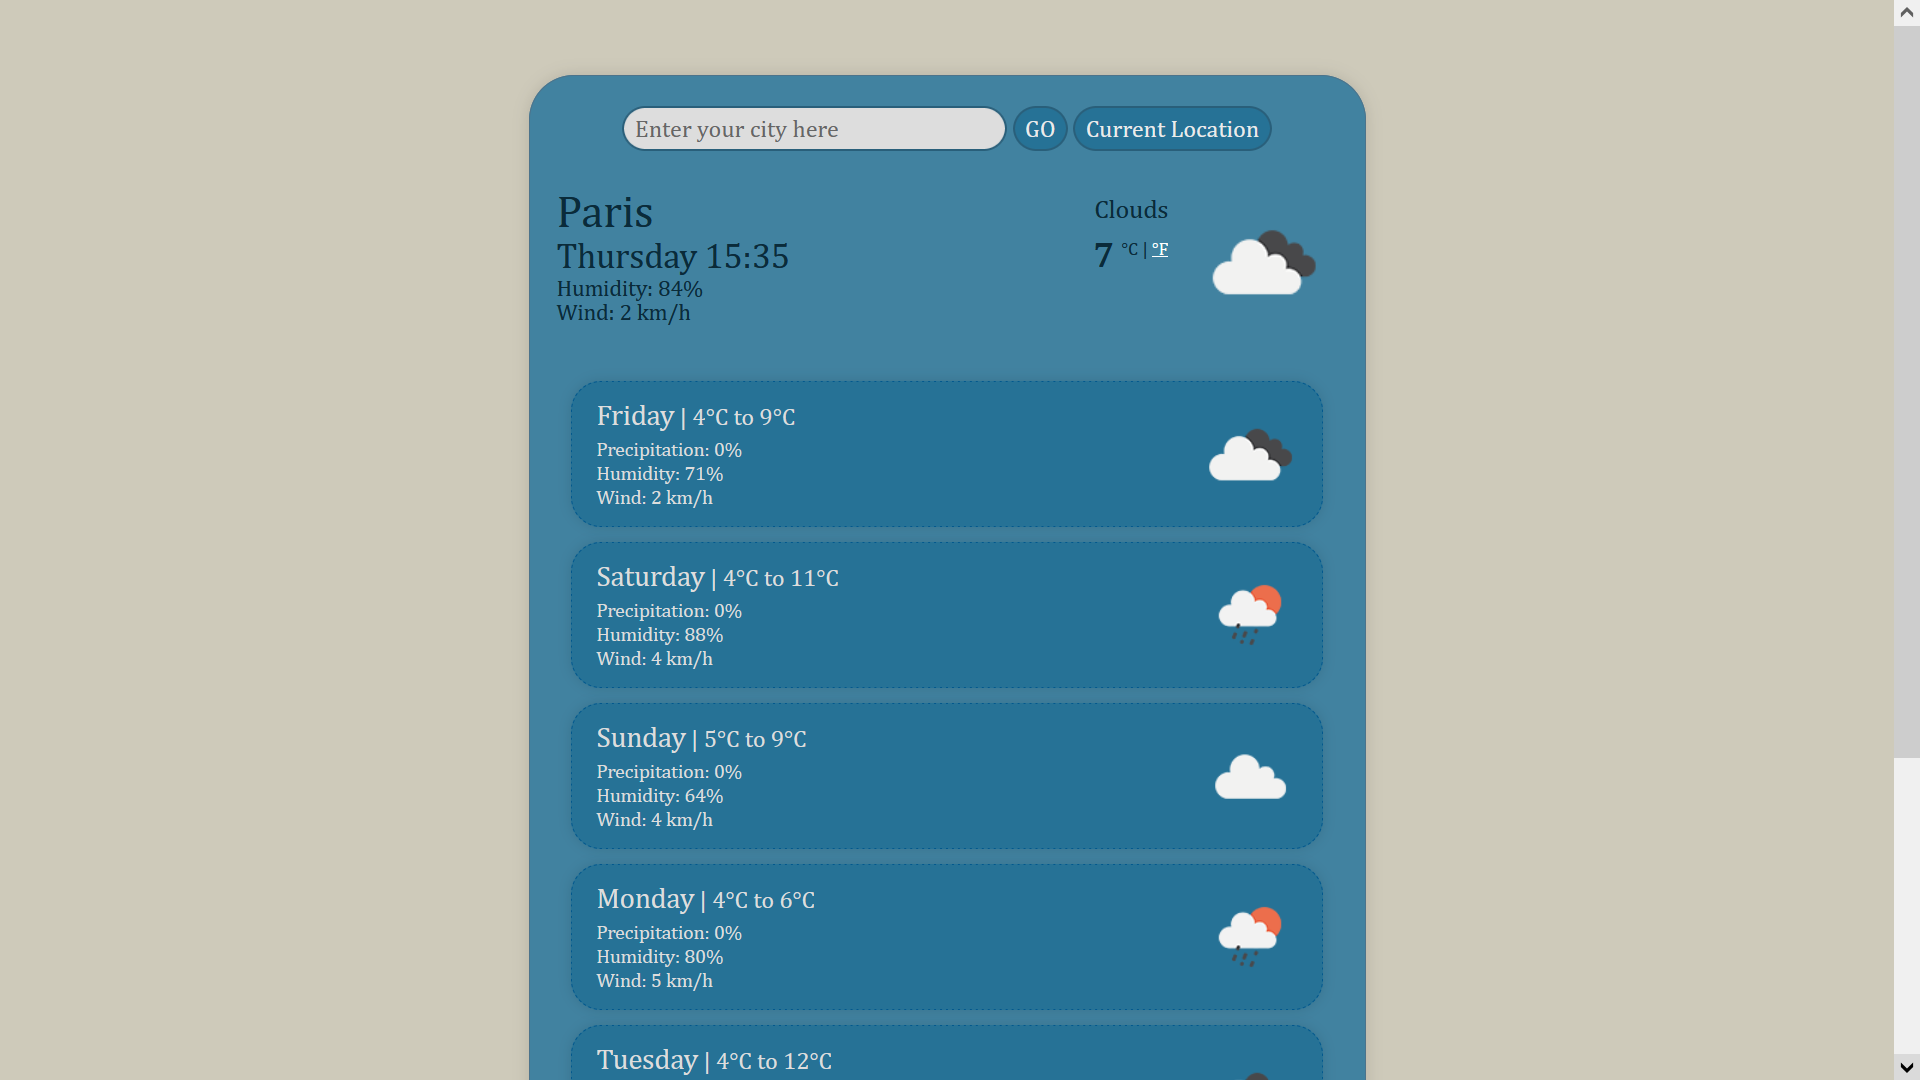 Enter your city here
GO
Current Location
Paris
Thursday 15:35
Humidity: 84%
Wind: 2 km/h
Clouds
7 °C | °F
Friday | 4°C to 9°C
Precipitation: 0%
Humidity: 71%
Wind: 2 km/h
Saturday | 4°C to 11°C
Precipitation: 0%
Humidity: 88%
Wind: 4 km/h
Sunday | 5°C to 9°C
Precipitation: 0%
Humidity: 64%
Wind: 4 km/h
Monday | 4°C to 6°C
Precipitation: 0%
Humidity: 80%
Wind: 5 km/h
Tuesday | 4°C to 12°C